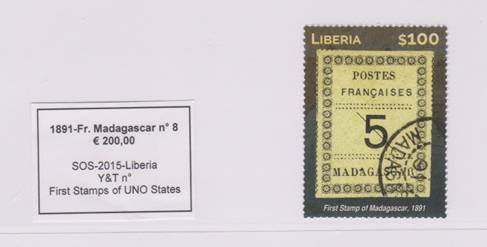 1891-Fr. Madagascar n° 8
€ 200,00
SOS-2015-Liberia
Y&T n°
First Stamps of UNO States
LIBERIA $100
POSTES
FRANÇAISES
5
MADAGASCAR
First Stamp of Madagascar, 1891